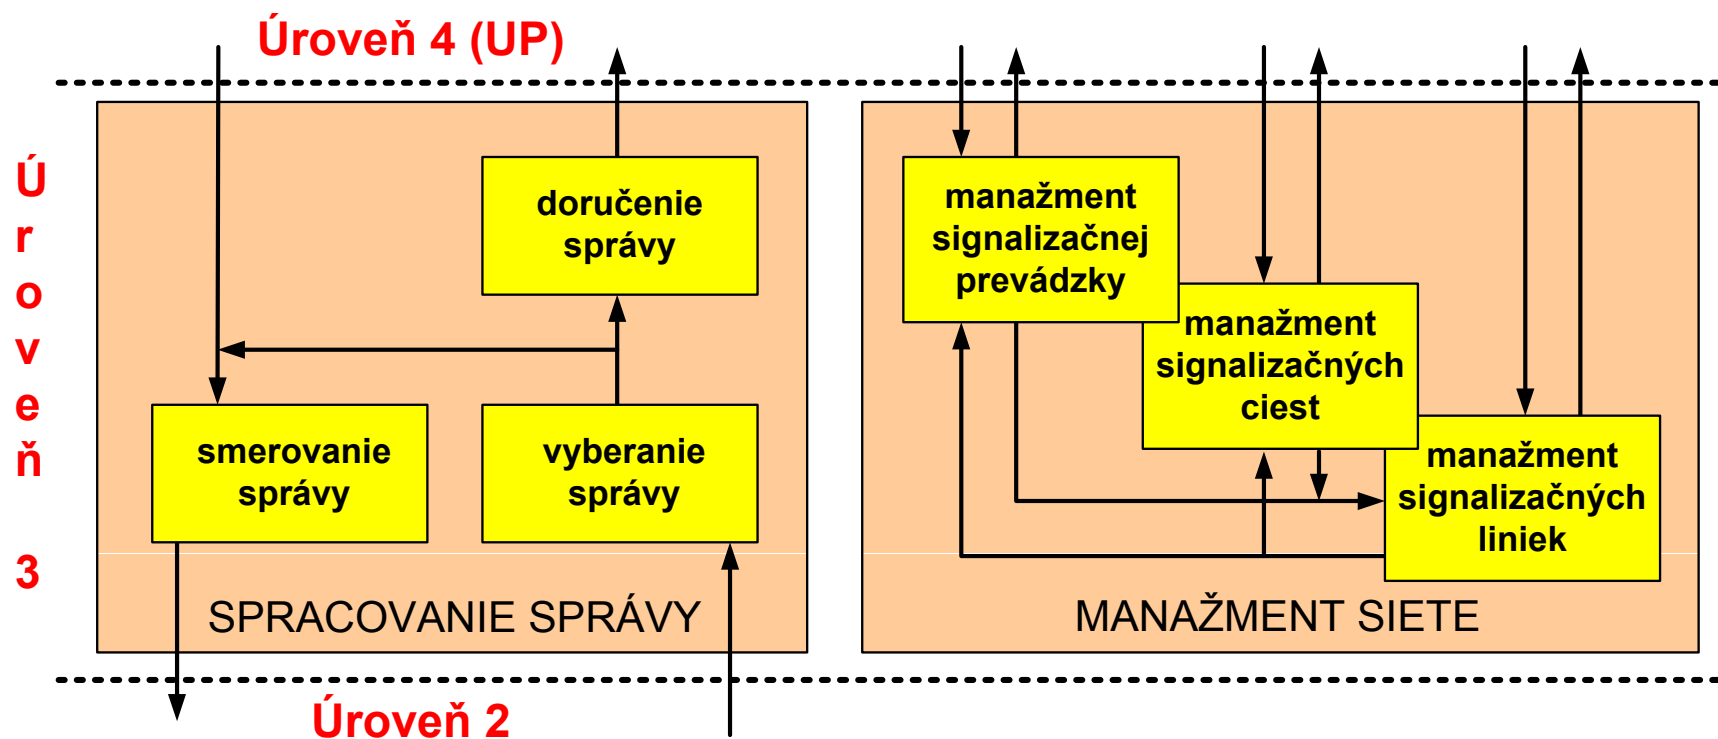 Úroveň 4 (UP)
Úroveň 3
doručenie
správy
smerovanie
správy
vyberanie
správy
SPRACOVANIE SPRÁVY
manažment
signalizačnej
prevádzky
manažment
signalizačných
ciest
manažment
signalizačných
liniek
MANAŽMENT SIETE
Úroveň 2